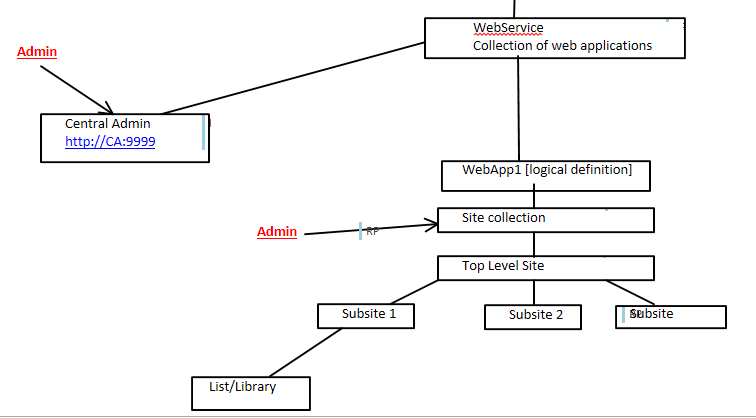 WebService
Collection of web applications
Admin
Central Admin
http://CA:9999
WebApp1 [logical definition]
Site collection
Admin
RP
Top Level Site
Subsite 1
Subsite 2
Subsite
List/Library